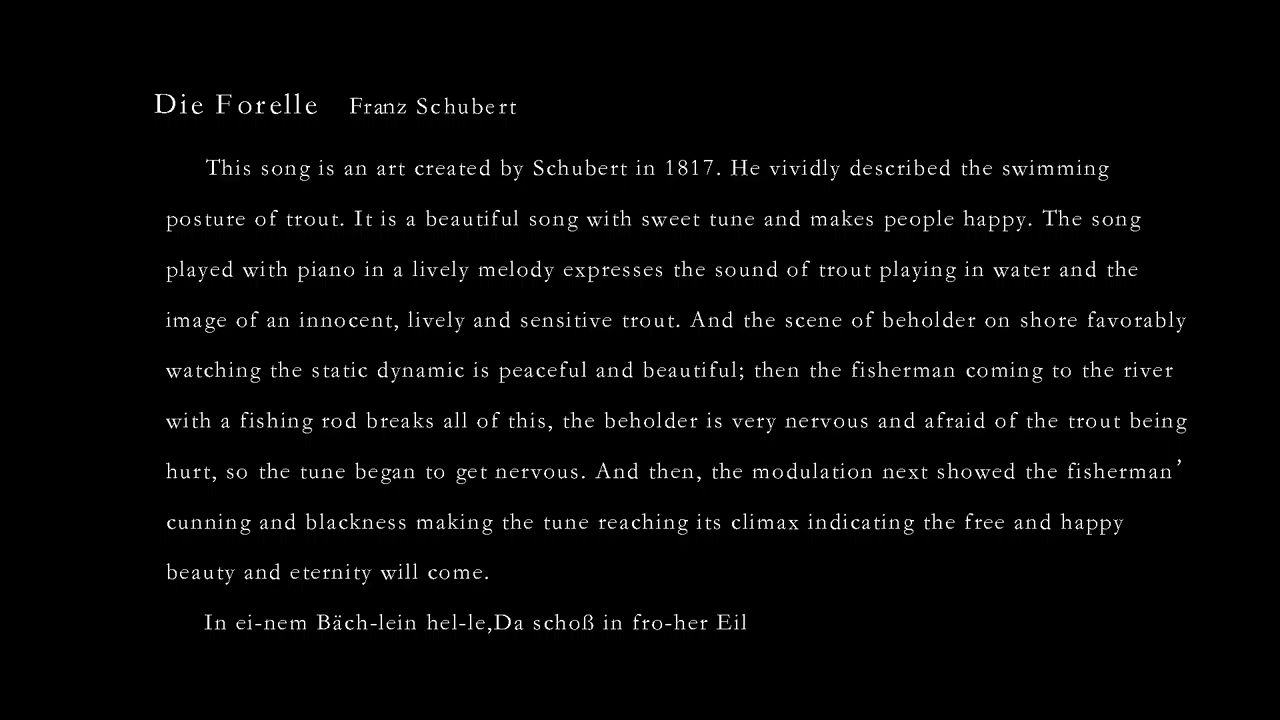 Die Forelle Franz Schubert
This song is an art created by Schubert in 1817. He vividly described the swimming
posture of trout. It is a beautiful song with sweet tune and makes people happy. The song
played with piano in a lively melody expresses the sound of trout playing in water and the
image of an innocent, lively and sensitive trout. And the scene of beholder on shore favorably
watching the static dynamic is peaceful and beautiful; then the fisherman coming to the river
with a fishing rod breaks all of this, the beholder is very nervous and afraid of the trout being
hurt, so the tune began to get nervous. And then, the modulation next showed the fisherman’
cunning and blackness making the tune reaching its climax indicating the free and happy
beauty and eternity will come.
In ei-nem Bäch-lein hel-le,Da schoß in fro-her Eil